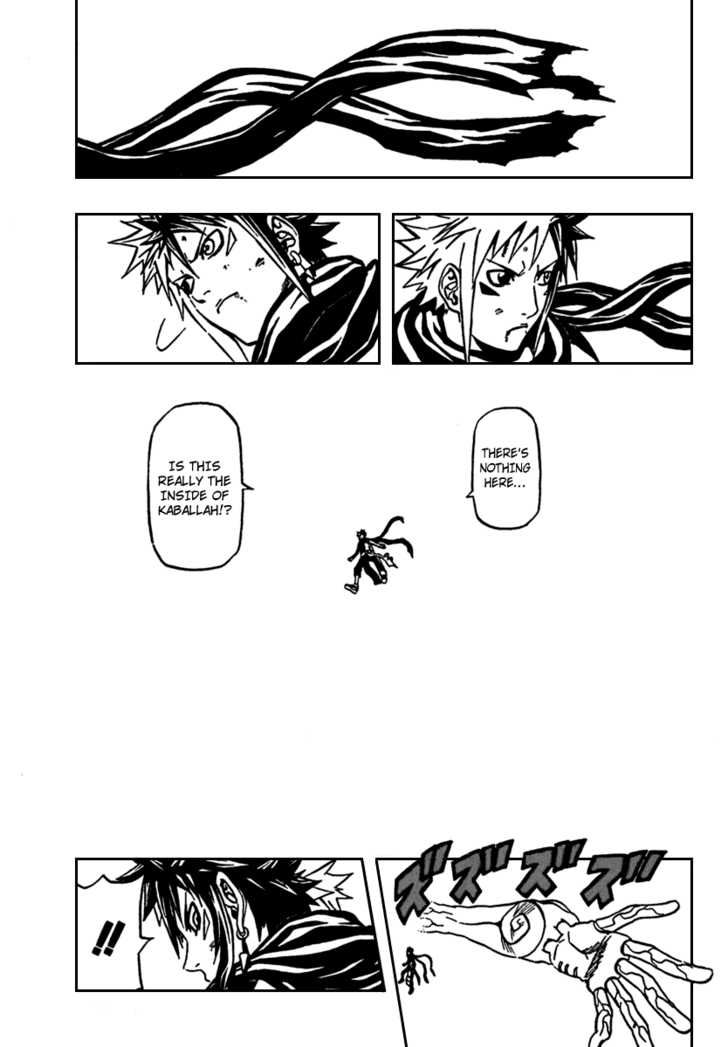 THERE'S
NOTHING
HERE...
IS THIS
REALLY THE
INSIDE OF
KABALLAH!?
ズズズズ
!!